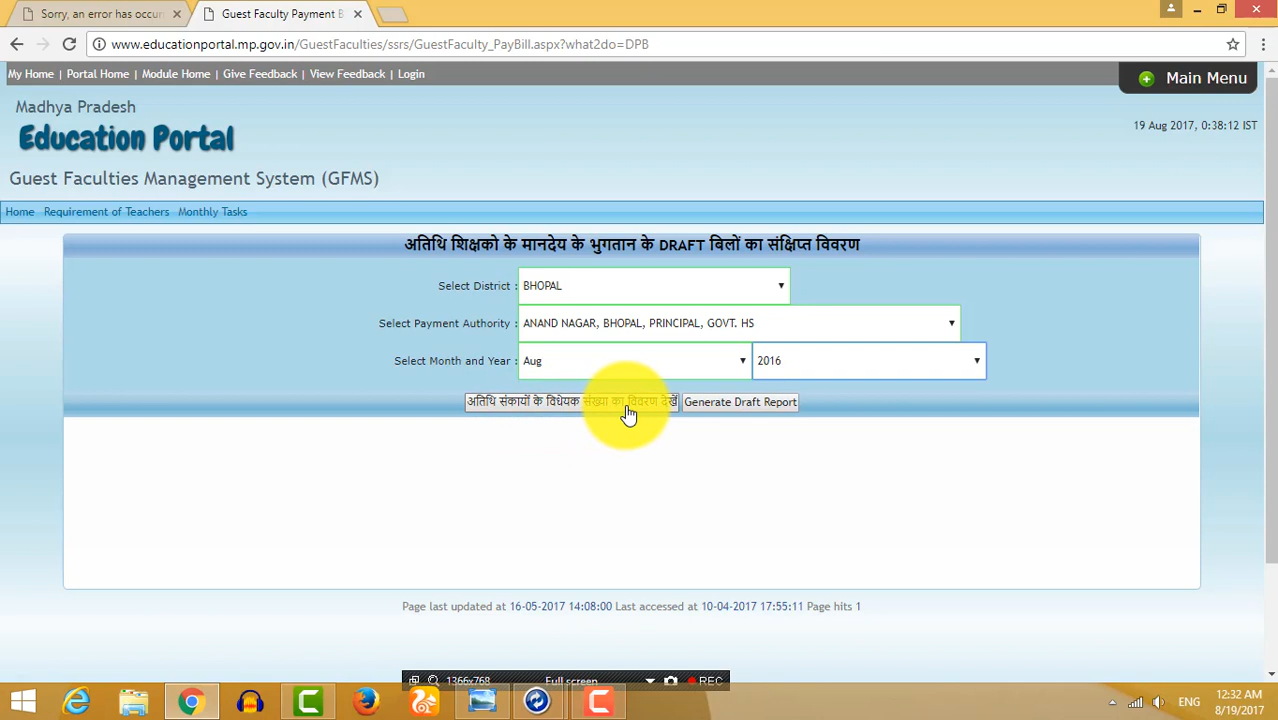 Sorry, an error has occurr
Guest Faculty Payment B
www.educationportal.mp.gov.in/GuestFaculties/ssrs/GuestFaculty_PayBill.aspx?what2do=DPB
My Home | Portal Home | Module Home | Give Feedback | View Feedback | Login
Main Menu
Madhya Pradesh
Education Portal
19 Aug 2017, 0:38:12 IST
Guest Faculties Management System (GFMS)
Home Requirement of Teachers Monthly Tasks
अतिथि शिक्षको के मानदेय के भुगतान के DRAFT बिलों का संक्षिप्त विवरण
Select District : BHOPAL
Select Payment Authority : ANAND NAGAR, BHOPAL, PRINCIPAL, GOVT. HS
Select Month and Year : Aug 2016
अतिथि संकायों के विधेयक संख्या का विवरण देखें Generate Draft Report
Page last updated at 16-05-2017 14:08:00 Last accessed at 10-04-2017 17:55:11 Page hits 1
1366x768 Full screen REC
ENG
12:32 AM
8/19/2017